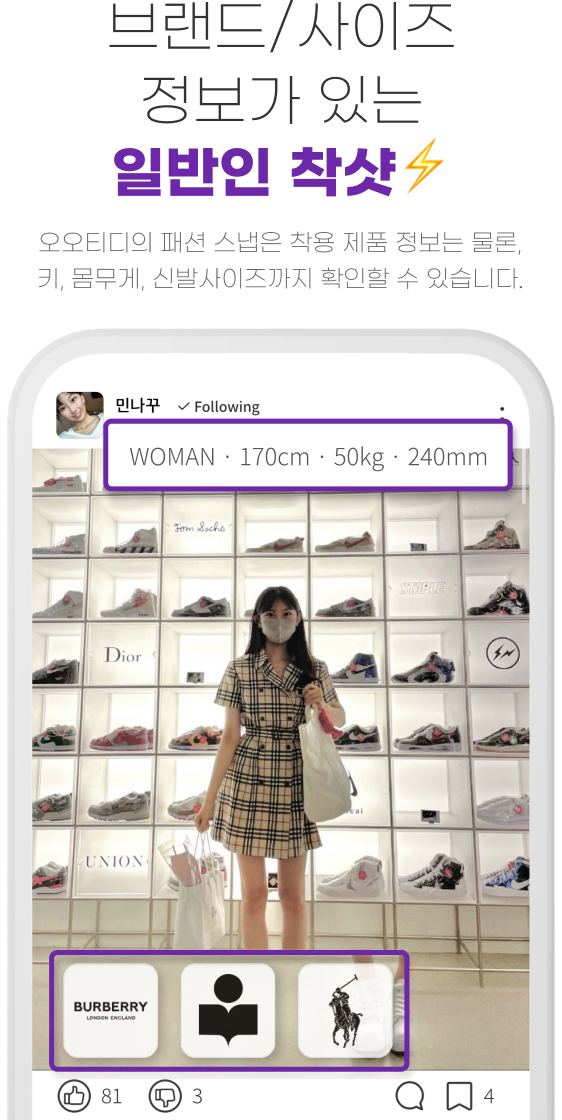 브랜드/사이즈
정보가 있는
일반인 착샷⚡
오오티디의 패션 스냅은 착용 제품 정보는 물론,
키, 몸무게, 신발사이즈까지 확인할 수 있습니다.
민나꾸 ✓ Following
WOMAN · 170cm · 50kg · 240mm
Tom Sachs
STAPLE
Dior
UNION
BURBERRY
LONDON ENGLAND
81 3 4